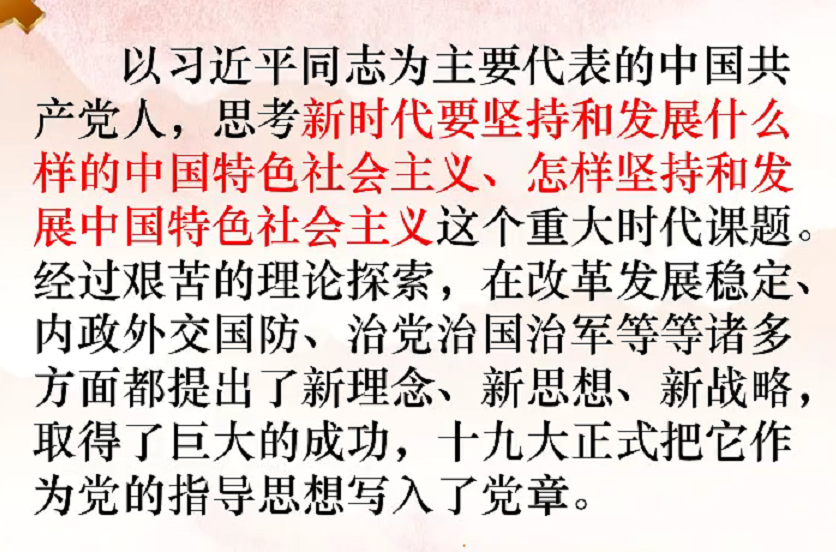 以习近平同志为主要代表的中国共
产党人，思考新时代要坚持和发展什么
样的中国特色社会主义、怎样坚持和发
展中国特色社会主义这个重大时代课题。
经过艰苦的理论探索，在改革发展稳定、
内政外交国防、治党治国治军等等诸多
方面都提出了新理念、新思想、新战略，
取得了巨大的成功，十九大正式把它作
为党的指导思想写入了党章。